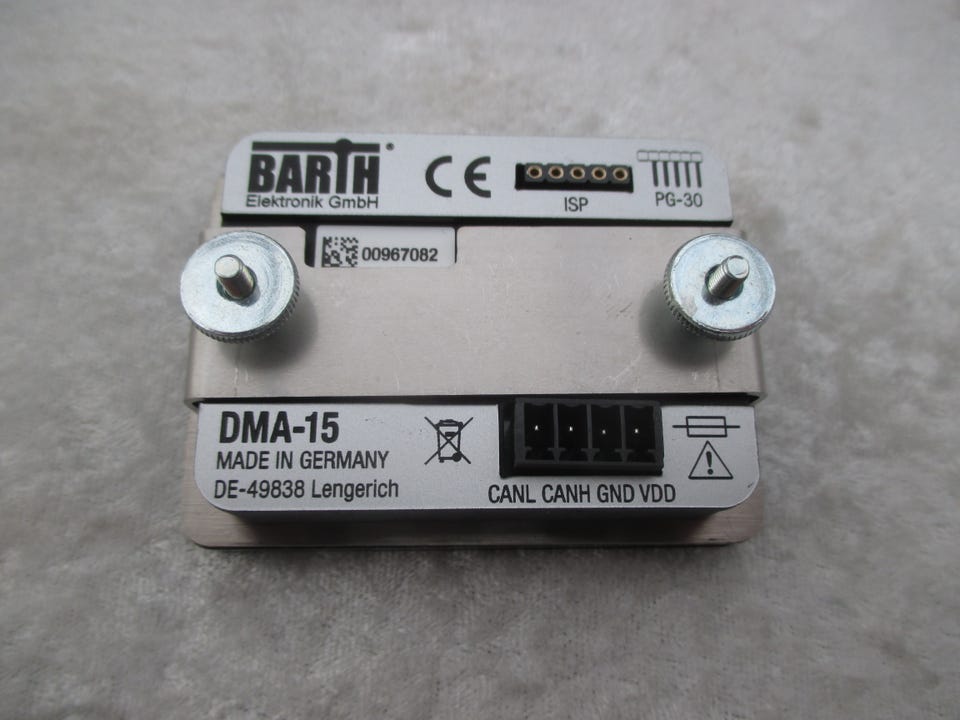 BARTH®
Elektronik GmbH
CE
ISP
PG-30
00967082
DMA-15
MADE IN GERMANY
DE-49838 Lengerich
CANL CANH GND VDD